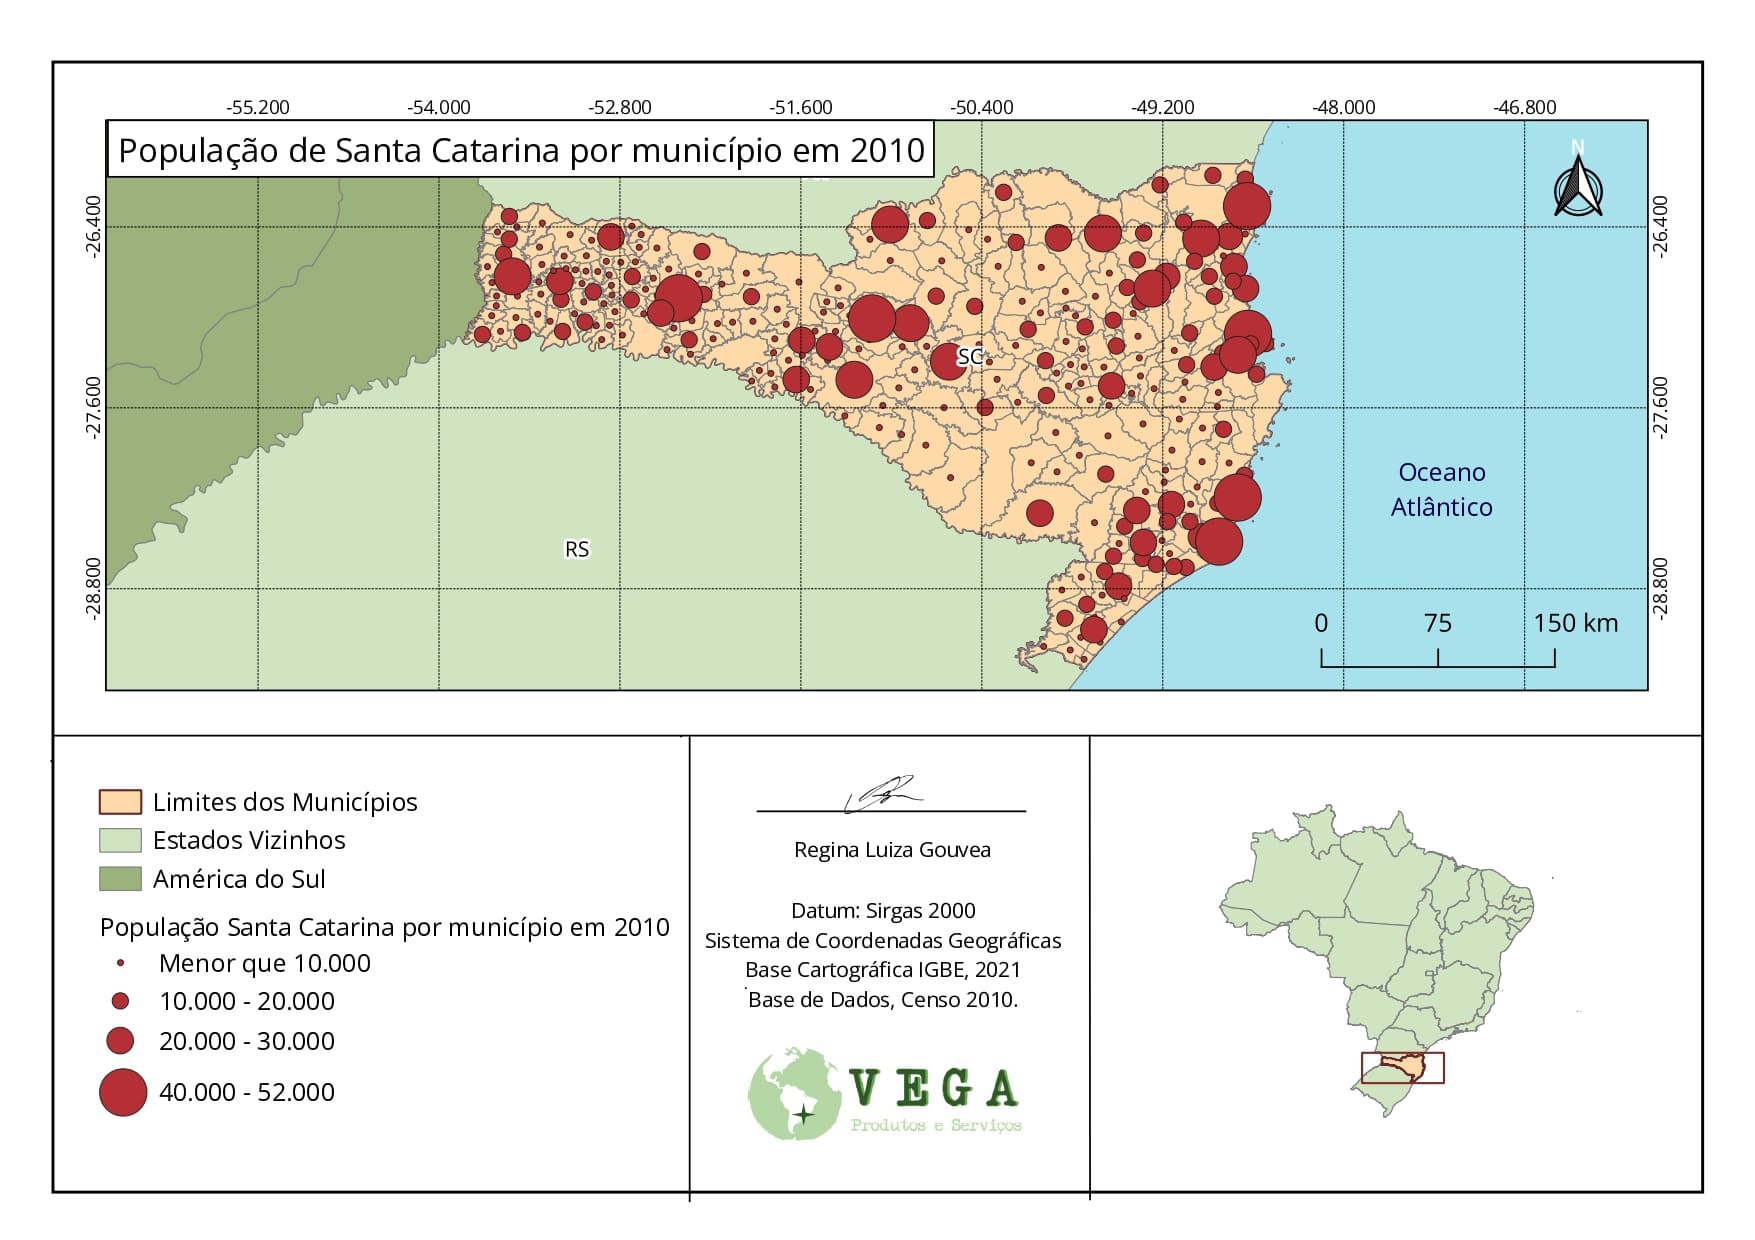 -55.200 -54.000 -52.800 -51.600 -50.400 -49.200 -48.000 -46.800
População de Santa Catarina por município em 2010
N
-26.400 -26.400
SC
-27.600 -27.600
Oceano
Atlântico
RS
-28.800 -28.800
0 75 150 km
Limites dos Municípios
Estados Vizinhos
América do Sul
População Santa Catarina por município em 2010
Menor que 10.000
10.000 - 20.000
20.000 - 30.000
40.000 - 52.000
Regina Luiza Gouvea
Datum: Sirgas 2000
Sistema de Coordenadas Geográficas
Base Cartográfica IGBE, 2021
Base de Dados, Censo 2010.
VEGA
Produtos e Serviços